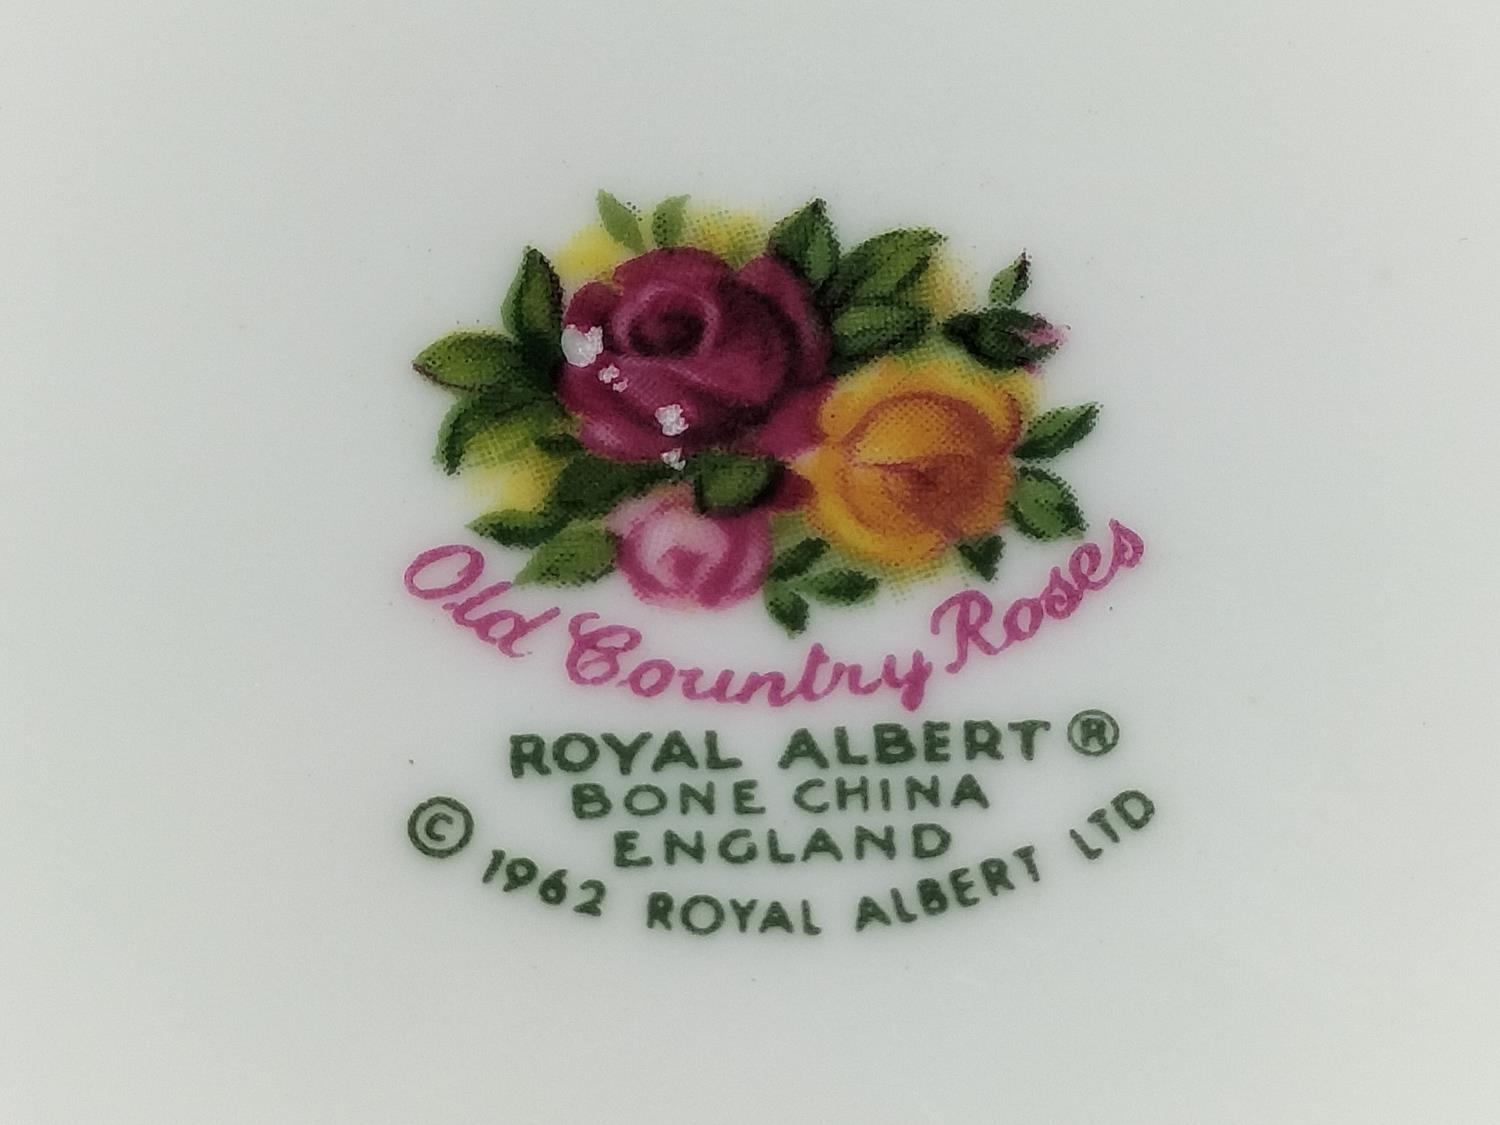 Old Country Roses
ROYAL ALBERT ®
BONE CHINA
ENGLAND
© 1962 ROYAL ALBERT LTD